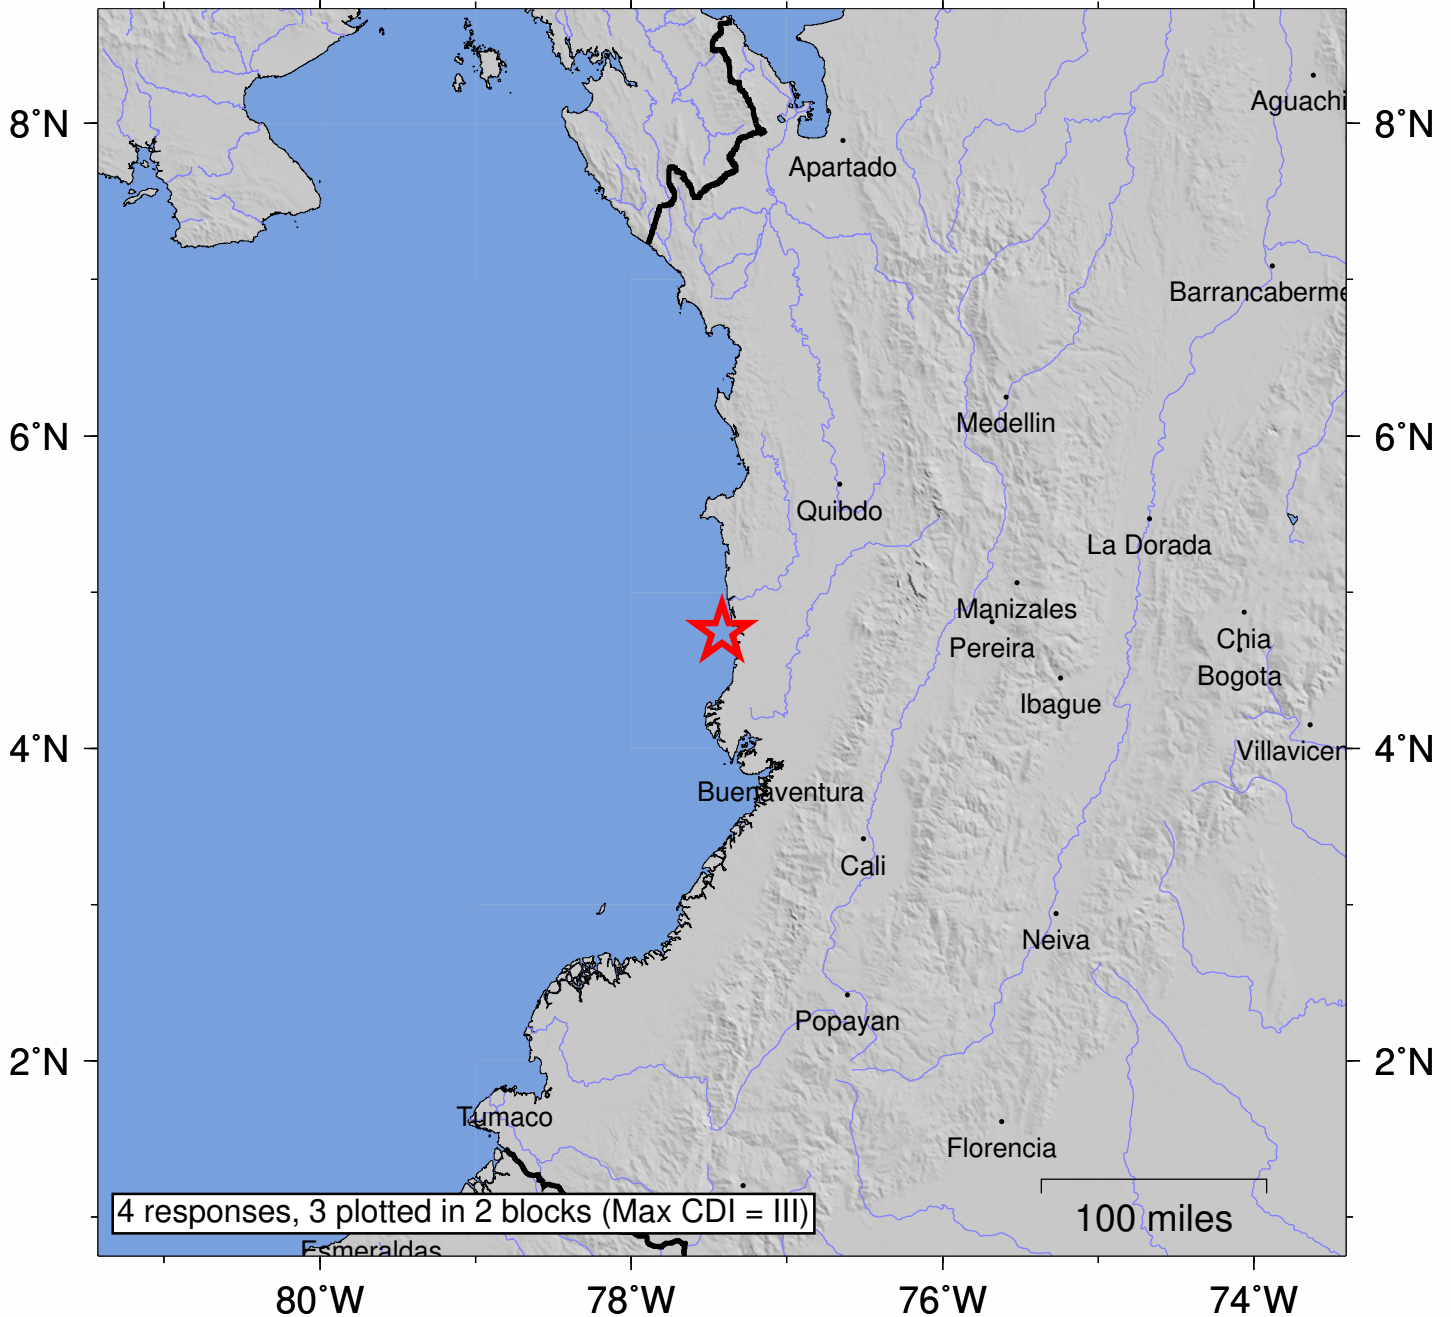 8°N
Aguachi
8°N
Apartado
Barrancaberme
Medellin
6°N
6°N
Quibdo
La Dorada
Manizales
Pereira
Chia
Bogota
Ibague
4°N
Villavicen
4°N
Buenaventura
Cali
Neiva
Popayan
2°N
2°N
Tumaco
Florencia
4 responses, 3 plotted in 2 blocks (Max CDI = III)
100 miles
Esmeraldas
80°W
78°W
76°W
74°W